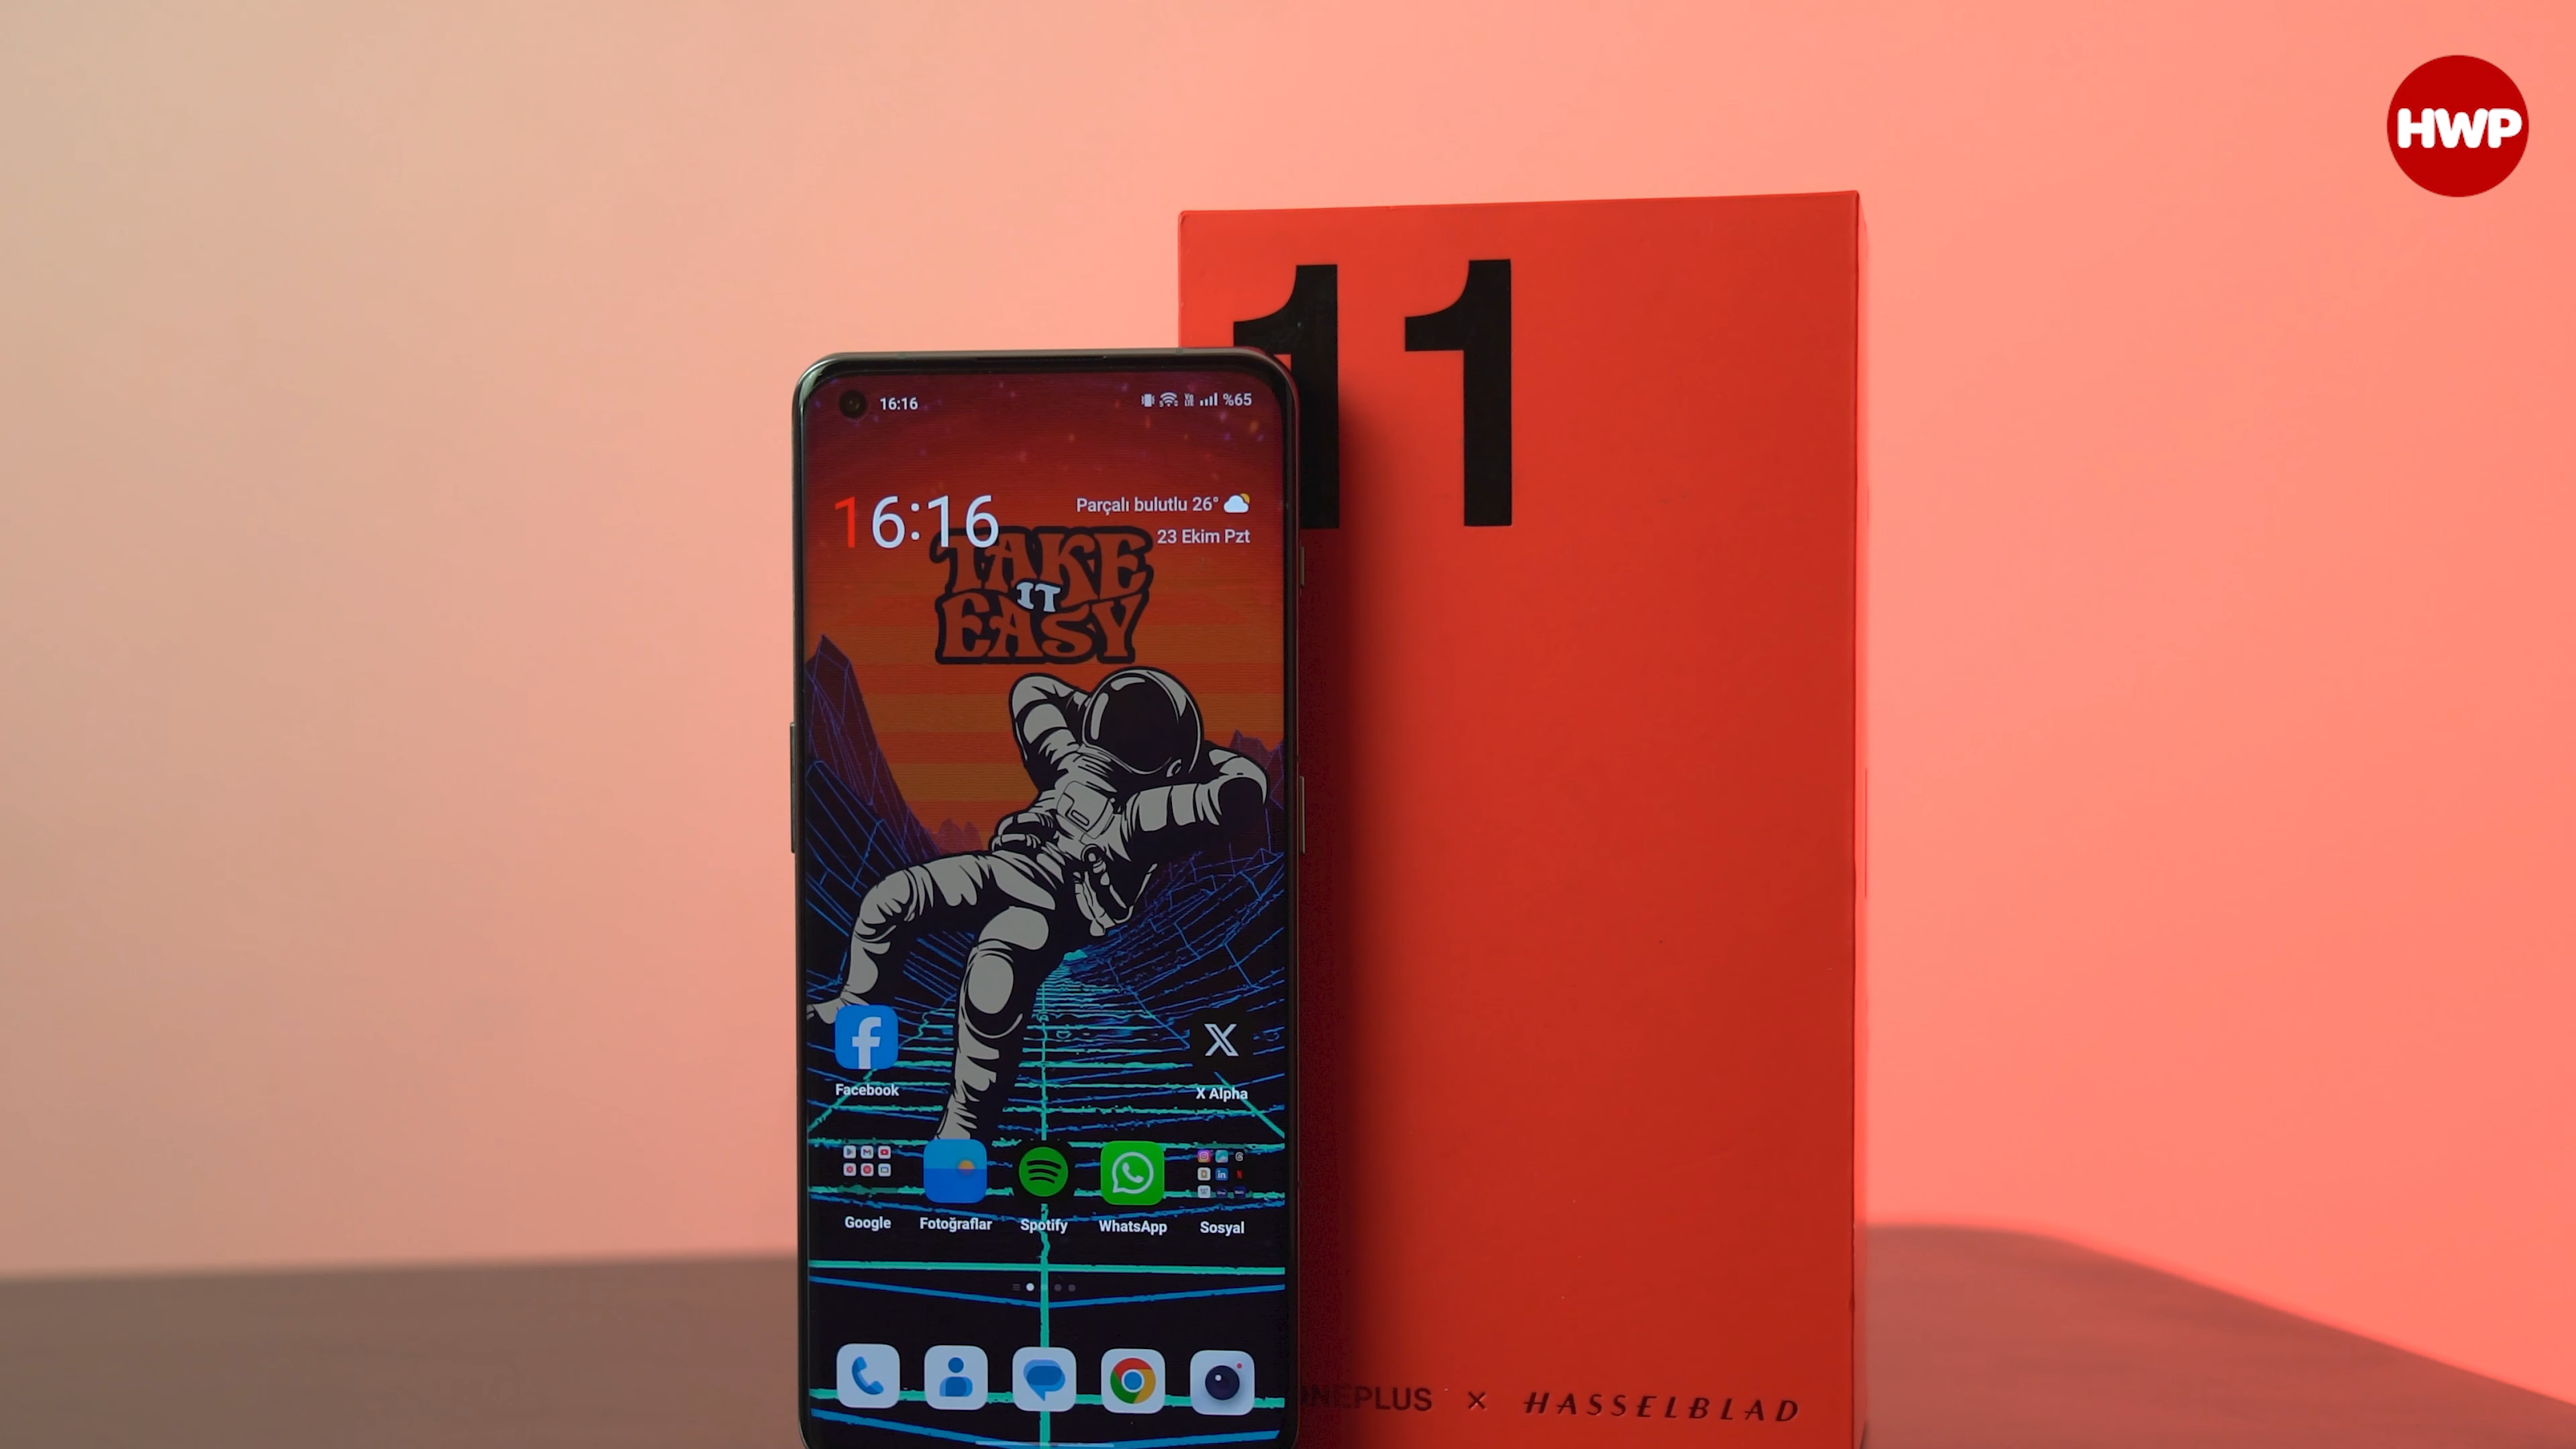 HWP
11
16:16
%65
16:16
Parçalı bulutlu 26°
23 Ekim Pzt
TAKE
IT
EASY
Facebook
X Alpha
Google
Fotoğraflar
Spotify
WhatsApp
Sosyal
ONEPLUS × HASSELBLAD